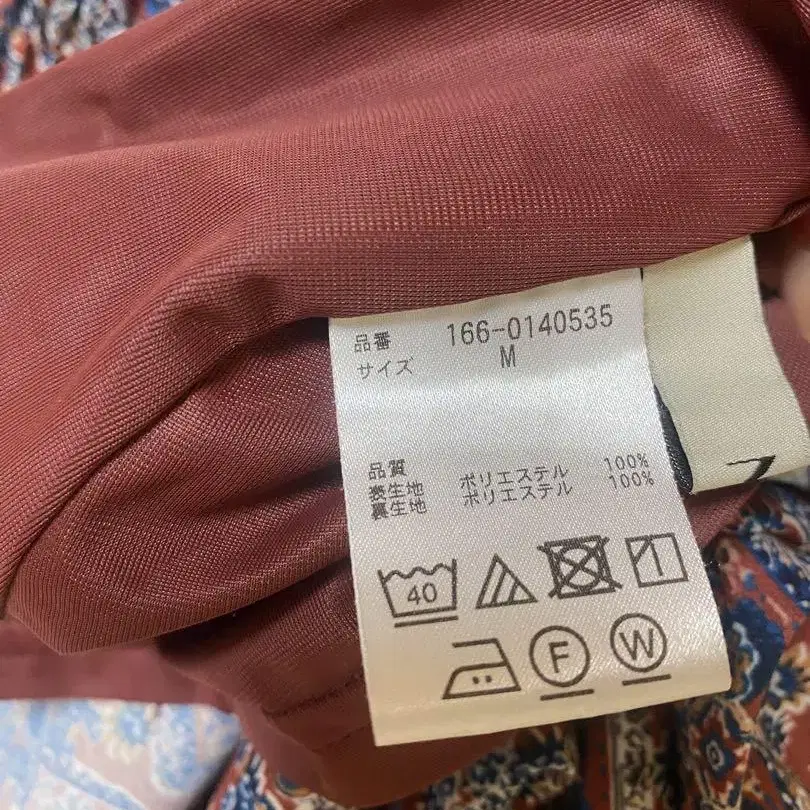 品番 166-0140535
サイズ M
品質
表生地 ポリエステル 100%
裏生地 ポリエステル 100%
40
F W